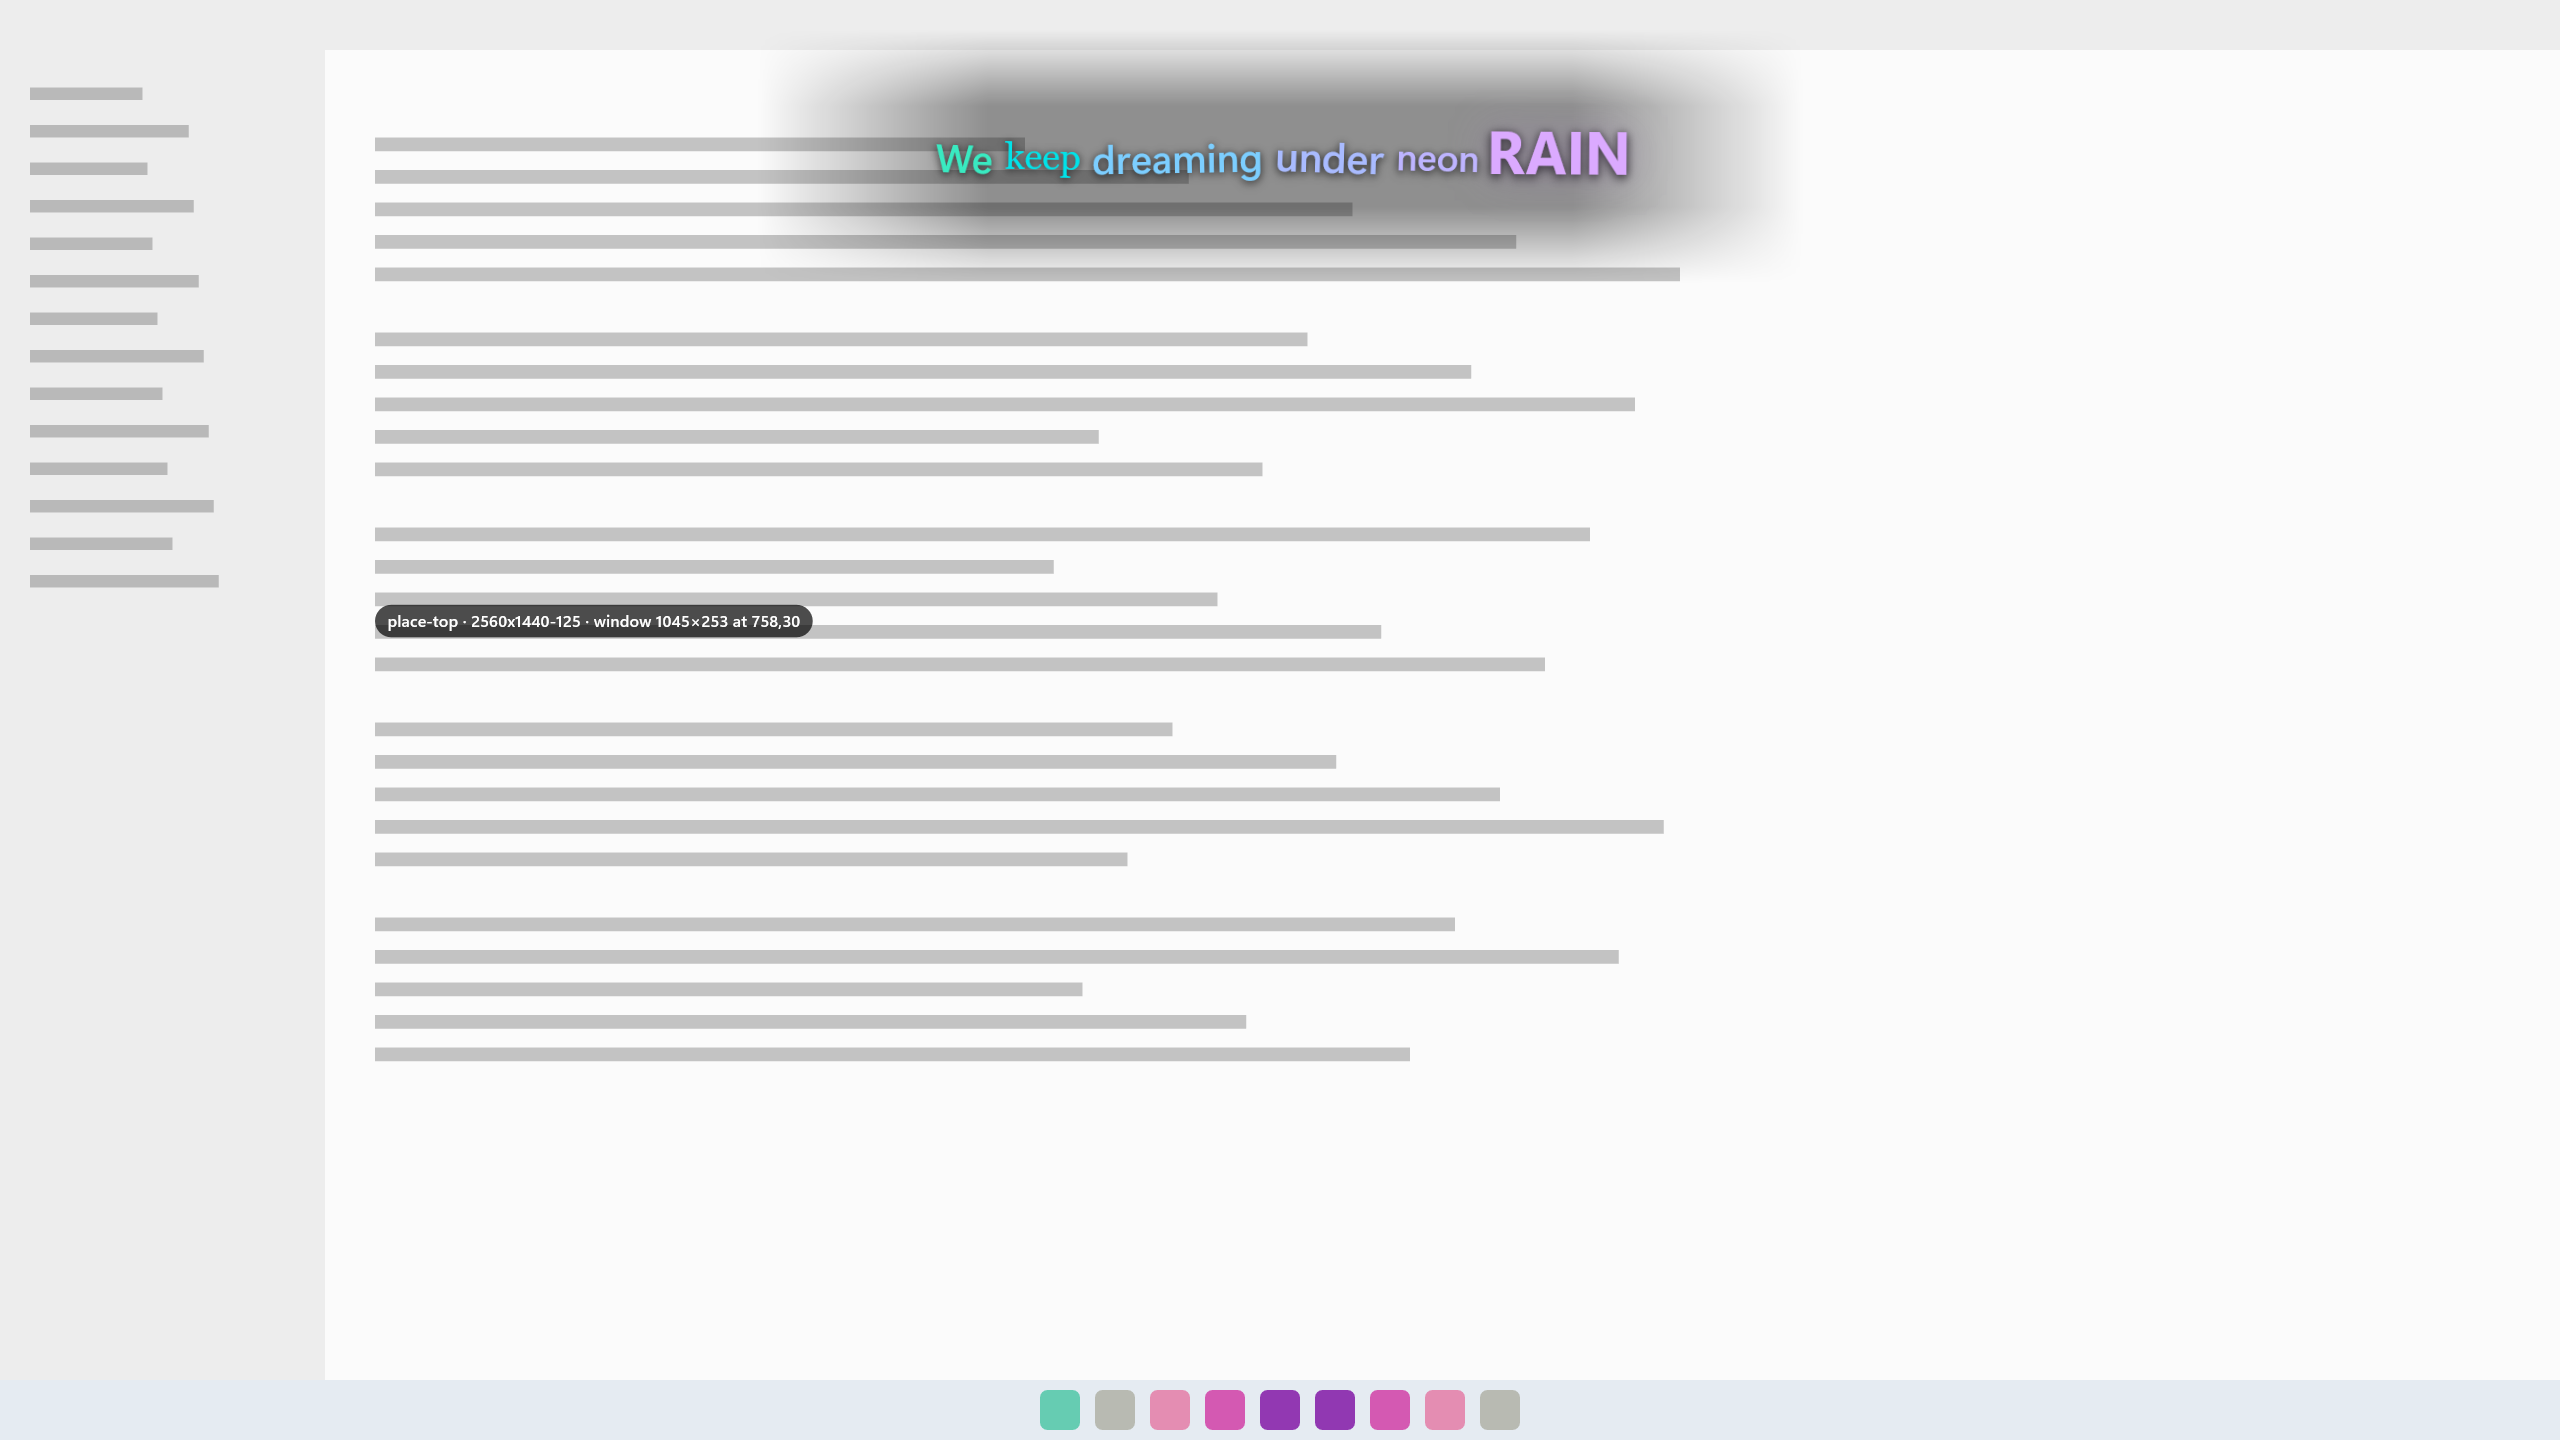 We keep dreaming under neon RAIN
place-top · 2560x1440-125 · window 1045×253 at 758,30